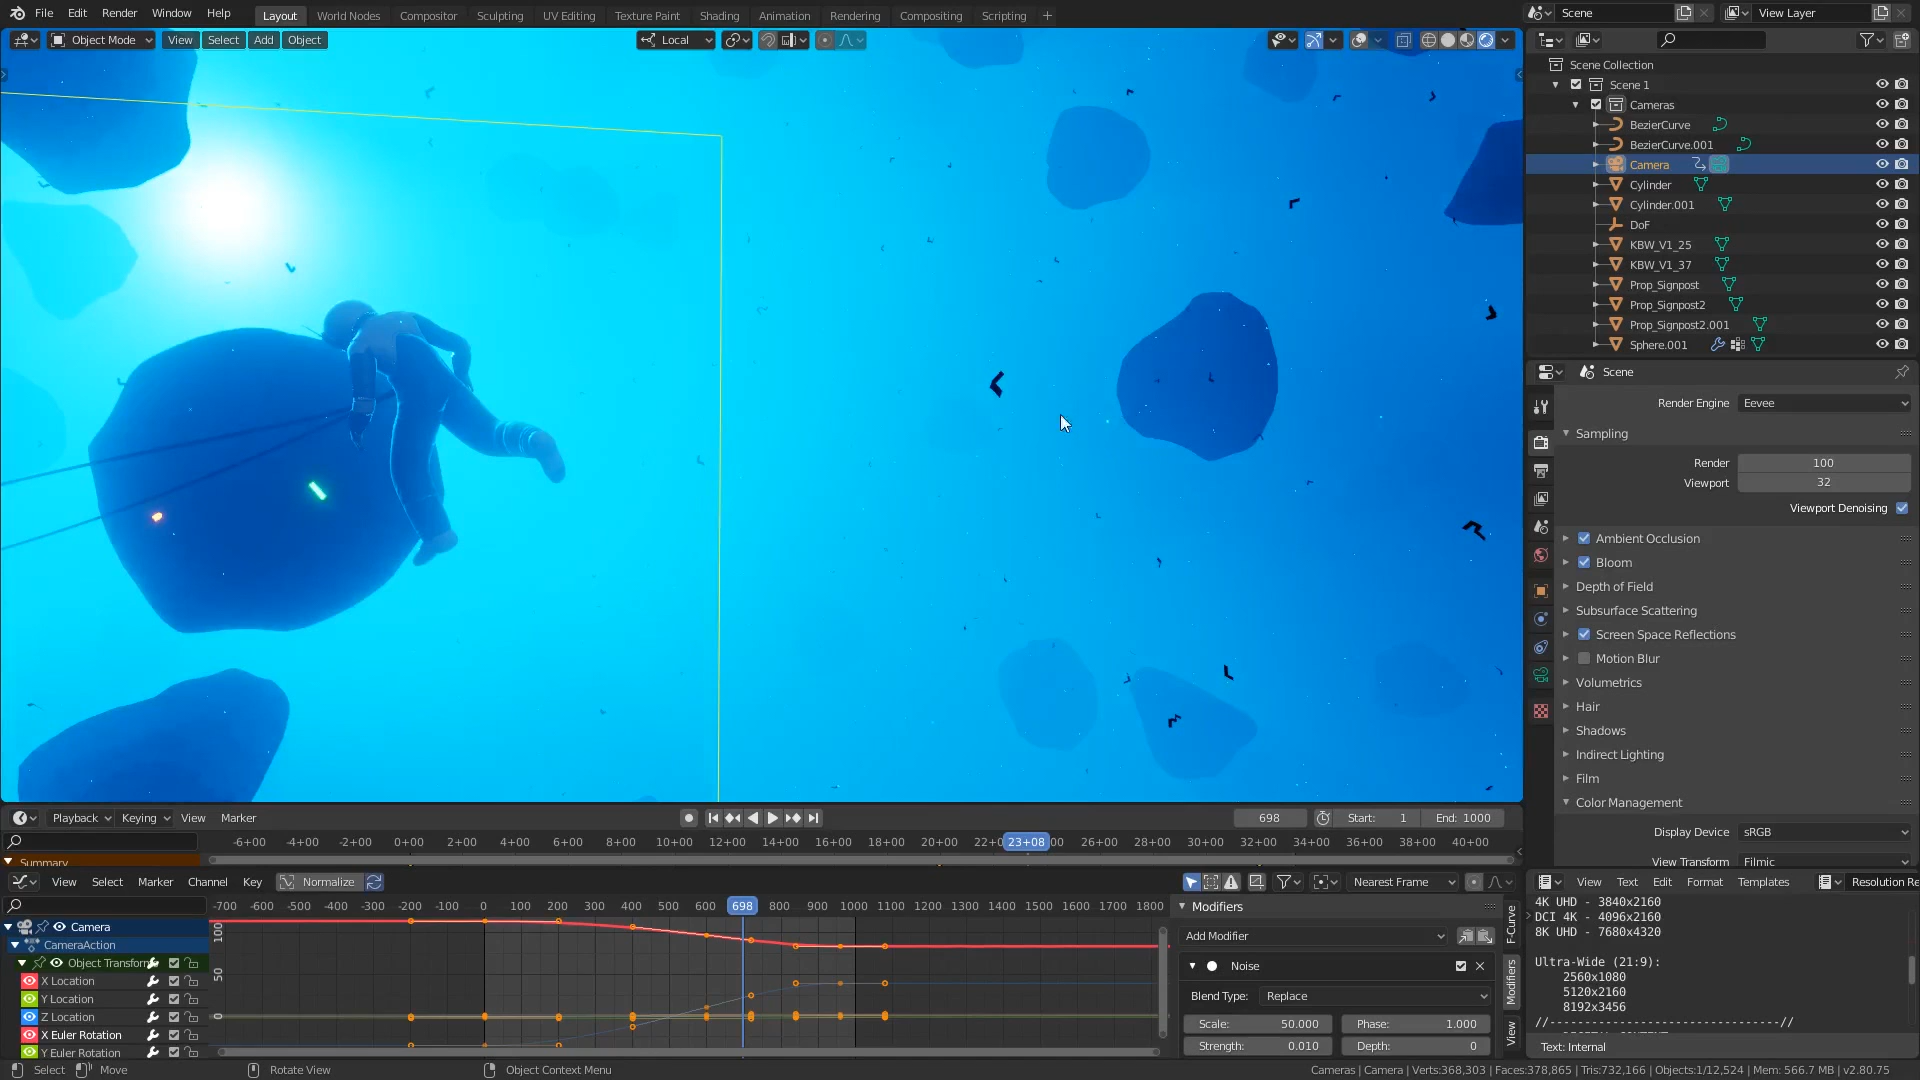 File Edit Render Window Help Layout World Nodes Compositor Sculpting UV Editing Texture Paint Shading Animation Rendering Compositing Scripting + Scene View Layer
Object Mode View Select Add Object Local
Scene Collection
Scene 1
Cameras
BezierCurve
BezierCurve.001
Camera
Cylinder
Cylinder.001
DoF
KBW_V1_25
KBW_V1_37
Prop_Signpost
Prop_Signpost2
Prop_Signpost2.001
Sphere.001
Scene
Render Engine Eevee
Sampling
Render 100
Viewport 32
Viewport Denoising
Ambient Occlusion
Bloom
Depth of Field
Subsurface Scattering
Screen Space Reflections
Motion Blur
Volumetrics
Hair
Shadows
Indirect Lighting
Film
Color Management
Display Device sRGB
View Transform Filmic
Playback Keying View Marker 698 Start: 1 End: 1000
-6+00 -4+00 -2+00 0+00 2+00 4+00 6+00 8+00 10+00 12+00 14+00 16+00 18+00 20+00 22+0 23+08 00 26+00 28+00 30+00 32+00 34+00 36+00 38+00 40+00
Summary
View Select Marker Channel Key Normalize Nearest Frame
-700 -600 -500 -400 -300 -200 -100 0 100 200 300 400 500 600 698 800 900 1000 1100 1200 1300 1400 1500 1600 1700 1800
100
50
0
Camera
CameraAction
Object Transform
X Location
Y Location
Z Location
X Euler Rotation
Y Euler Rotation
Modifiers
Add Modifier
Noise
Blend Type: Replace
Scale: 50.000 Phase: 1.000
Strength: 0.010 Depth: 0
F-Curve
Modifiers
View
View Text Edit Format Templates Resolution Re
4K UHD - 3840x2160
DCI 4K - 4096x2160
8K UHD - 7680x4320
Ultra-Wide (21:9):
2560x1080
5120x2160
8192x3456
//--------------------------------//
Text: Internal
Select Move Rotate View Object Context Menu Cameras | Camera | Verts:368,303 | Faces:378,865 | Tris:732,166 | Objects:1/12,524 | Mem: 566.7 MB | v2.80.75